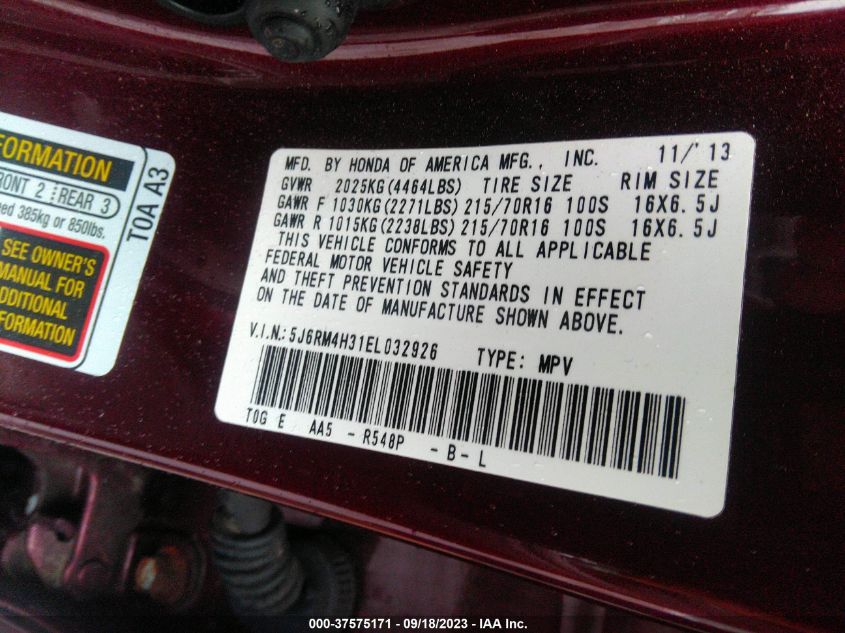 FORMATION
FRONT 2 REAR 3
ed 385kg or 850lbs.
SEE OWNER'S
MANUAL FOR
ADDITIONAL
FORMATION
T0A A3
MFD. BY HONDA OF AMERICA MFG., INC. 11/'13
GVWR 2025KG(4464LBS) TIRE SIZE RIM SIZE
GAWR F 1030KG(2271LBS) 215/70R16 100S 16X6.5J
GAWR R 1015KG(2238LBS) 215/70R16 100S 16X6.5J
THIS VEHICLE CONFORMS TO ALL APPLICABLE
FEDERAL MOTOR VEHICLE SAFETY
AND THEFT PREVENTION STANDARDS IN EFFECT
ON THE DATE OF MANUFACTURE SHOWN ABOVE.
V.I.N.: 5J6RM4H31EL032926 TYPE: MPV
T0G E AA5 - R548P - B - L
000-37575171 - 09/18/2023 - IAA Inc.